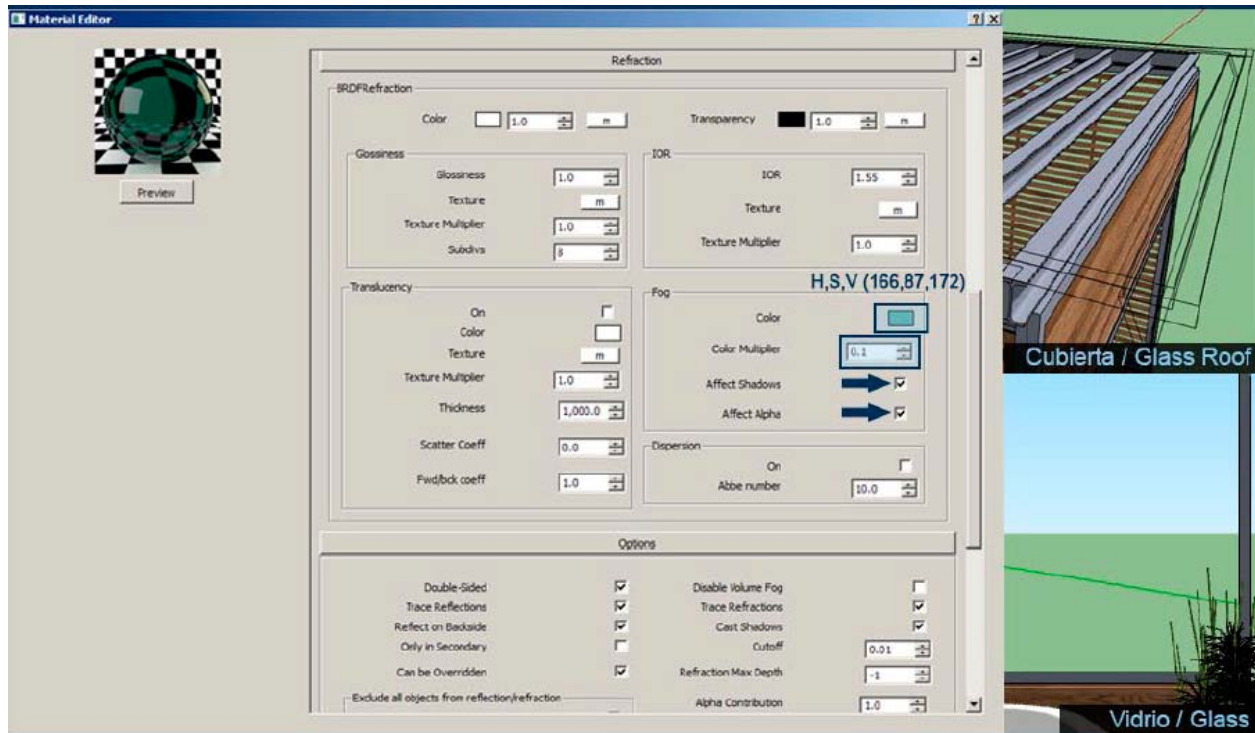 Material Editor
Preview
Refraction
BRDFRefraction
Color 1.0 m
Transparency 1.0 m
Glossiness
Glossiness 1.0
Texture m
Texture Multiplier 1.0
Subdivs 8
IOR
IOR 1.55
Texture m
Texture Multiplier 1.0
Translucency
On
Color
Texture m
Texture Multiplier 1.0
Thickness 1,000.0
Scatter Coeff 0.0
Fwd/bck coeff 1.0
H,S,V (166,87,172)
Fog
Color
Color Multiplier 0.1
Affect Shadows
Affect Alpha
Dispersion
On
Abbe number 10.0
Options
Double-Sided
Trace Reflections
Reflect on Backside
Only in Secondary
Can be Overridden
Exclude all objects from reflection/refraction
Disable Volume Fog
Trace Refractions
Cast Shadows
Cutoff 0.01
Refraction Max Depth -1
Alpha Contribution 1.0
Cubierta / Glass Roof
Vidrio / Glass